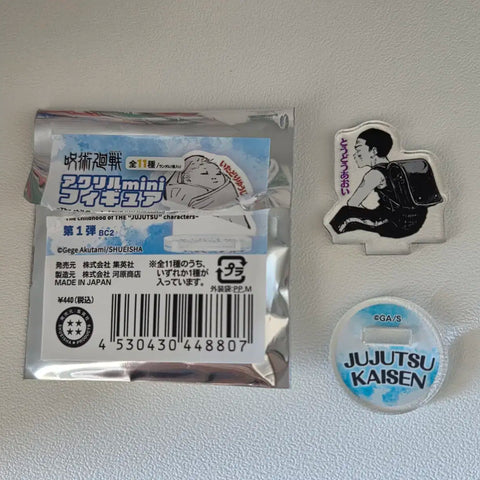 呪術廻戦
全11種
いたどりゆうじ
アクリルmini
フィギュア
~The childhood of THE "JUJUTSU" characters~
第1弾 BC2
©Gege Akutami/SHUEISHA
発売元 株式会社 集英社
製造元 株式会社 河原商店
MADE IN JAPAN
※全11種のうち、
いずれか1種が
入っています。
プラ
外装袋:PP,M
¥440(税込)
4 530430 448807
とうどうあおい
©GA/S
JUJUTSU
KAISEN